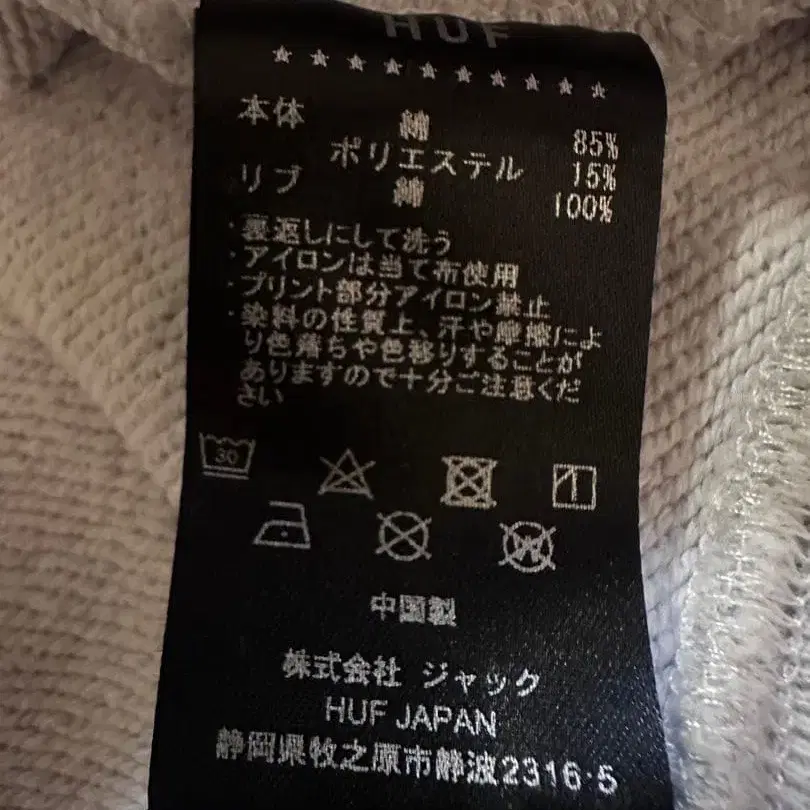 HUF
本体 綿 85%
ポリエステル 15%
リブ 綿 100%
・裏返しにして洗う
・アイロンは当て布使用
・プリント部分アイロン禁止
・染料の性質上、汗や摩擦によ
り色落ちや色移りすることが
ありますので十分ご注意くだ
さい
30
W
中国製
株式会社 ジャック
HUF JAPAN
静岡県牧之原市静波2316-5